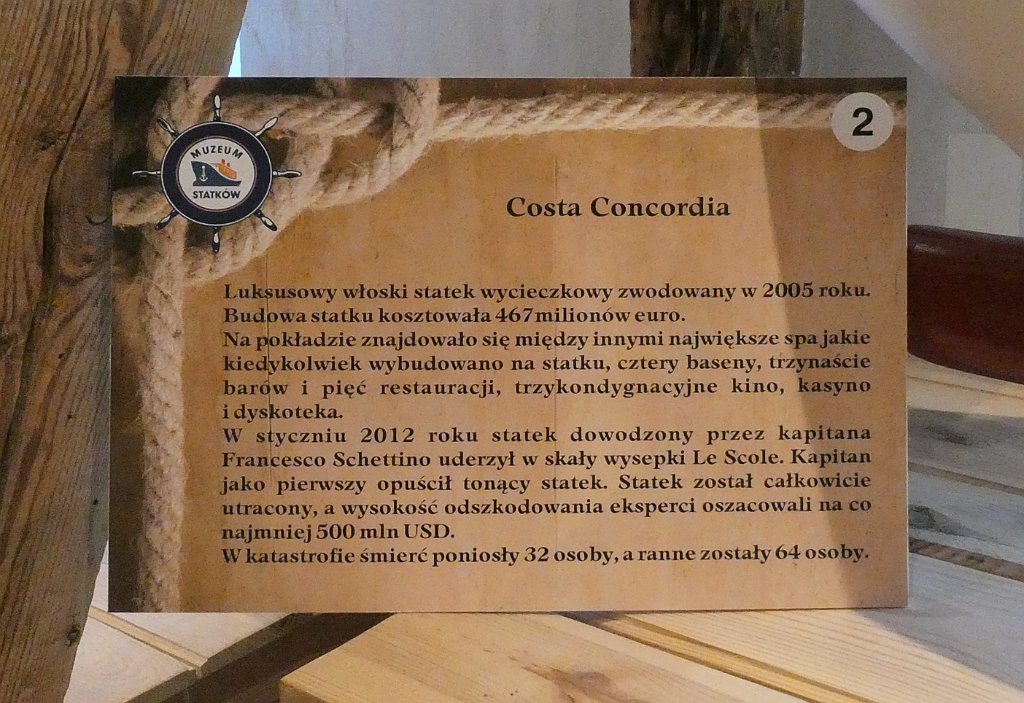 MUZEUM
STATKÓW
2
Costa Concordia
Luksusowy włoski statek wycieczkowy zwodowany w 2005 roku.
Budowa statku kosztowała 467milionów euro.
Na pokładzie znajdowało się między innymi największe spa jakie
kiedykolwiek wybudowano na statku, cztery baseny, trzynaście
barów i pięć restauracji, trzykondygnacyjne kino, kasyno
i dyskoteka.
W styczniu 2012 roku statek dowodzony przez kapitana
Francesco Schettino uderzył w skały wysepki Le Scole. Kapitan
jako pierwszy opuścił tonący statek. Statek został całkowicie
utracony, a wysokość odszkodowania eksperci oszacowali na co
najmniej 500 mln USD.
W katastrofie śmierć poniosły 32 osoby, a ranne zostały 64 osoby.